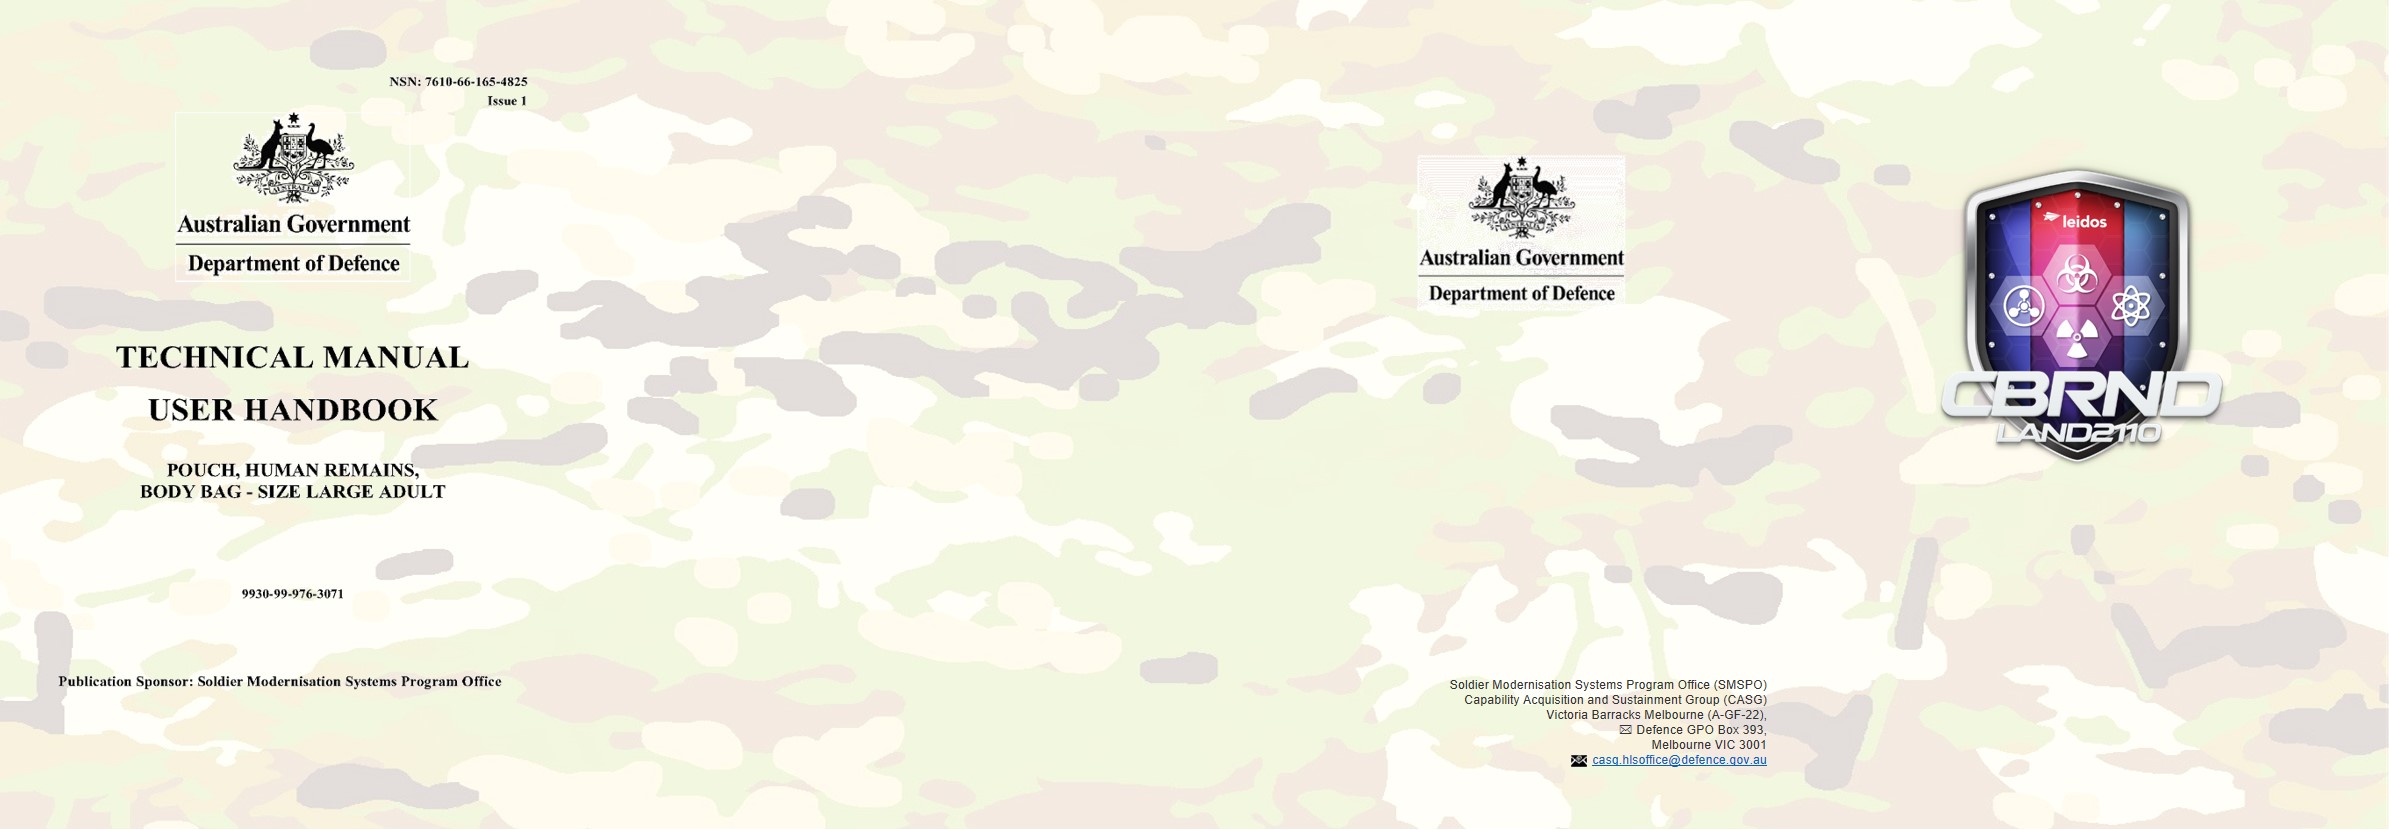 NSN: 7610-66-165-4825
Issue 1
AUSTRALIA
Australian Government
Department of Defence
TECHNICAL MANUAL
USER HANDBOOK
POUCH, HUMAN REMAINS,
BODY BAG - SIZE LARGE ADULT
9930-99-976-3071
Publication Sponsor: Soldier Modernisation Systems Program Office
AUSTRALIA
Australian Government
Department of Defence
Soldier Modernisation Systems Program Office (SMSPO)
Capability Acquisition and Sustainment Group (CASG)
Victoria Barracks Melbourne (A-GF-22),
Defence GPO Box 393,
Melbourne VIC 3001
casg.hlsoffice@defence.gov.au
leidos
CBRND
LAND2110